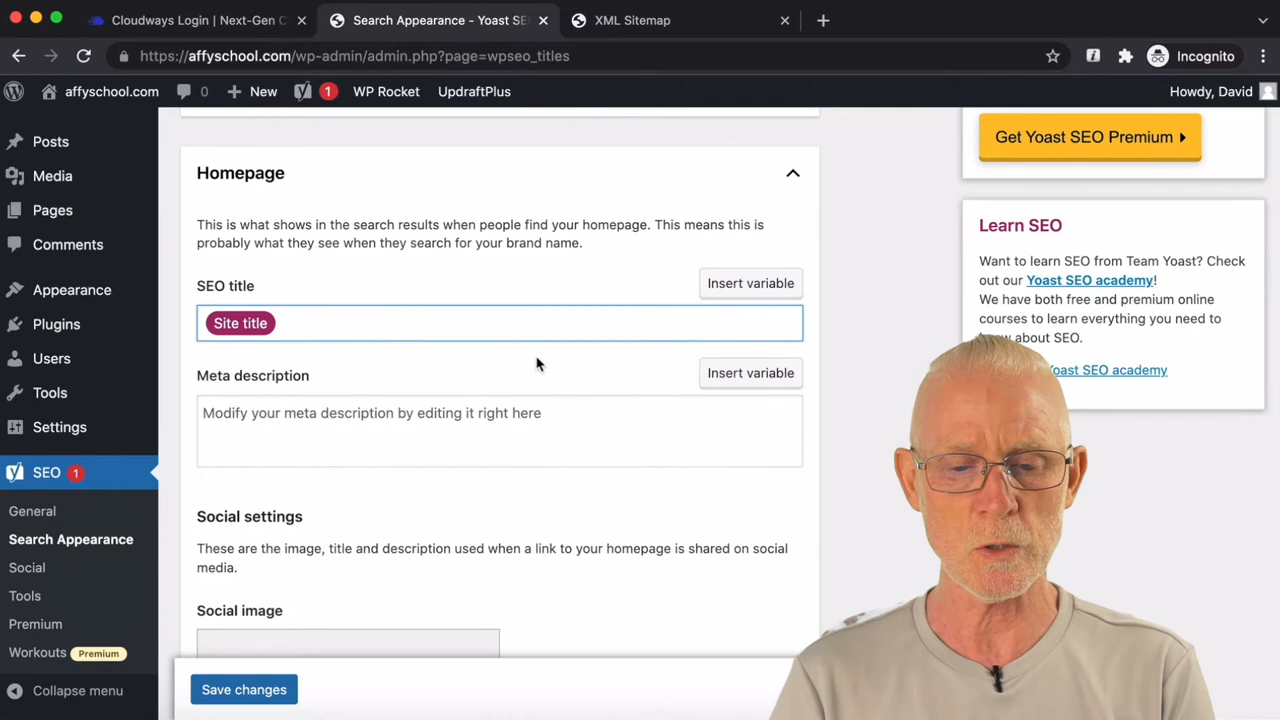 Cloudways Login | Next-Gen C
Search Appearance - Yoast SE
XML Sitemap
https://affyschool.com/wp-admin/admin.php?page=wpseo_titles
Incognito
affyschool.com
0
New
1
WP Rocket
UpdraftPlus
Howdy, David
Posts
Media
Pages
Comments
Appearance
Plugins
Users
Tools
Settings
SEO 1
General
Search Appearance
Social
Tools
Premium
Workouts Premium
Collapse menu
Homepage
This is what shows in the search results when people find your homepage. This means this is
probably what they see when they search for your brand name.
SEO title
Insert variable
Site title
Meta description
Insert variable
Modify your meta description by editing it right here
Social settings
These are the image, title and description used when a link to your homepage is shared on social
media.
Social image
Save changes
Get Yoast SEO Premium
Learn SEO
Want to learn SEO from Team Yoast? Check
out our Yoast SEO academy!
We have both free and premium online
courses to learn everything you need to
about SEO.
Yoast SEO academy